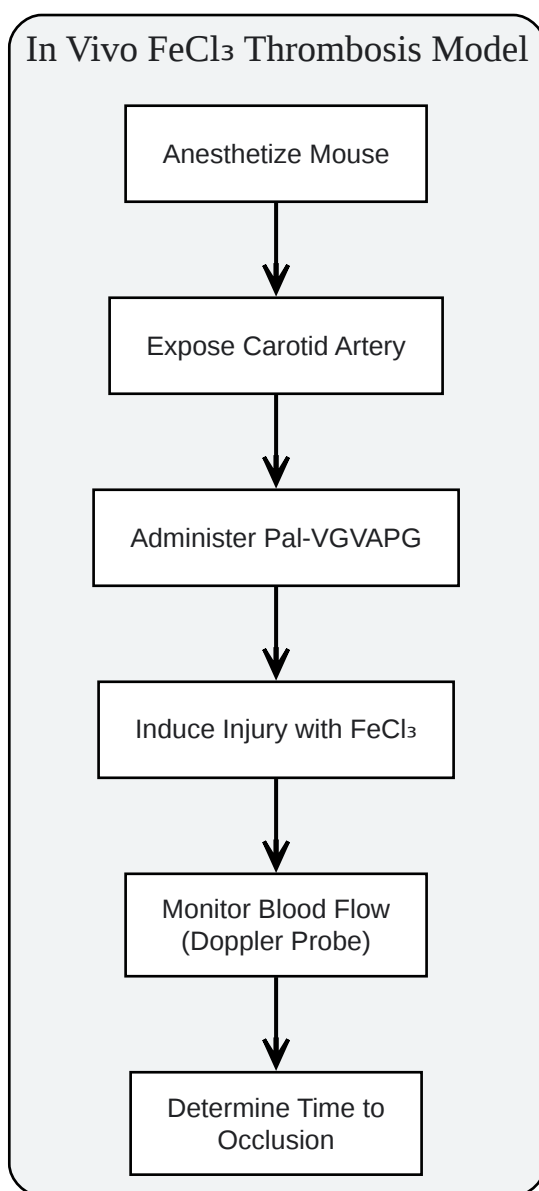 In Vivo FeCl₃ Thrombosis Model
Anesthetize Mouse
Expose Carotid Artery
Administer Pal-VGVAPG
Induce Injury with FeCl₃
Monitor Blood Flow
(Doppler Probe)
Determine Time to
Occlusion